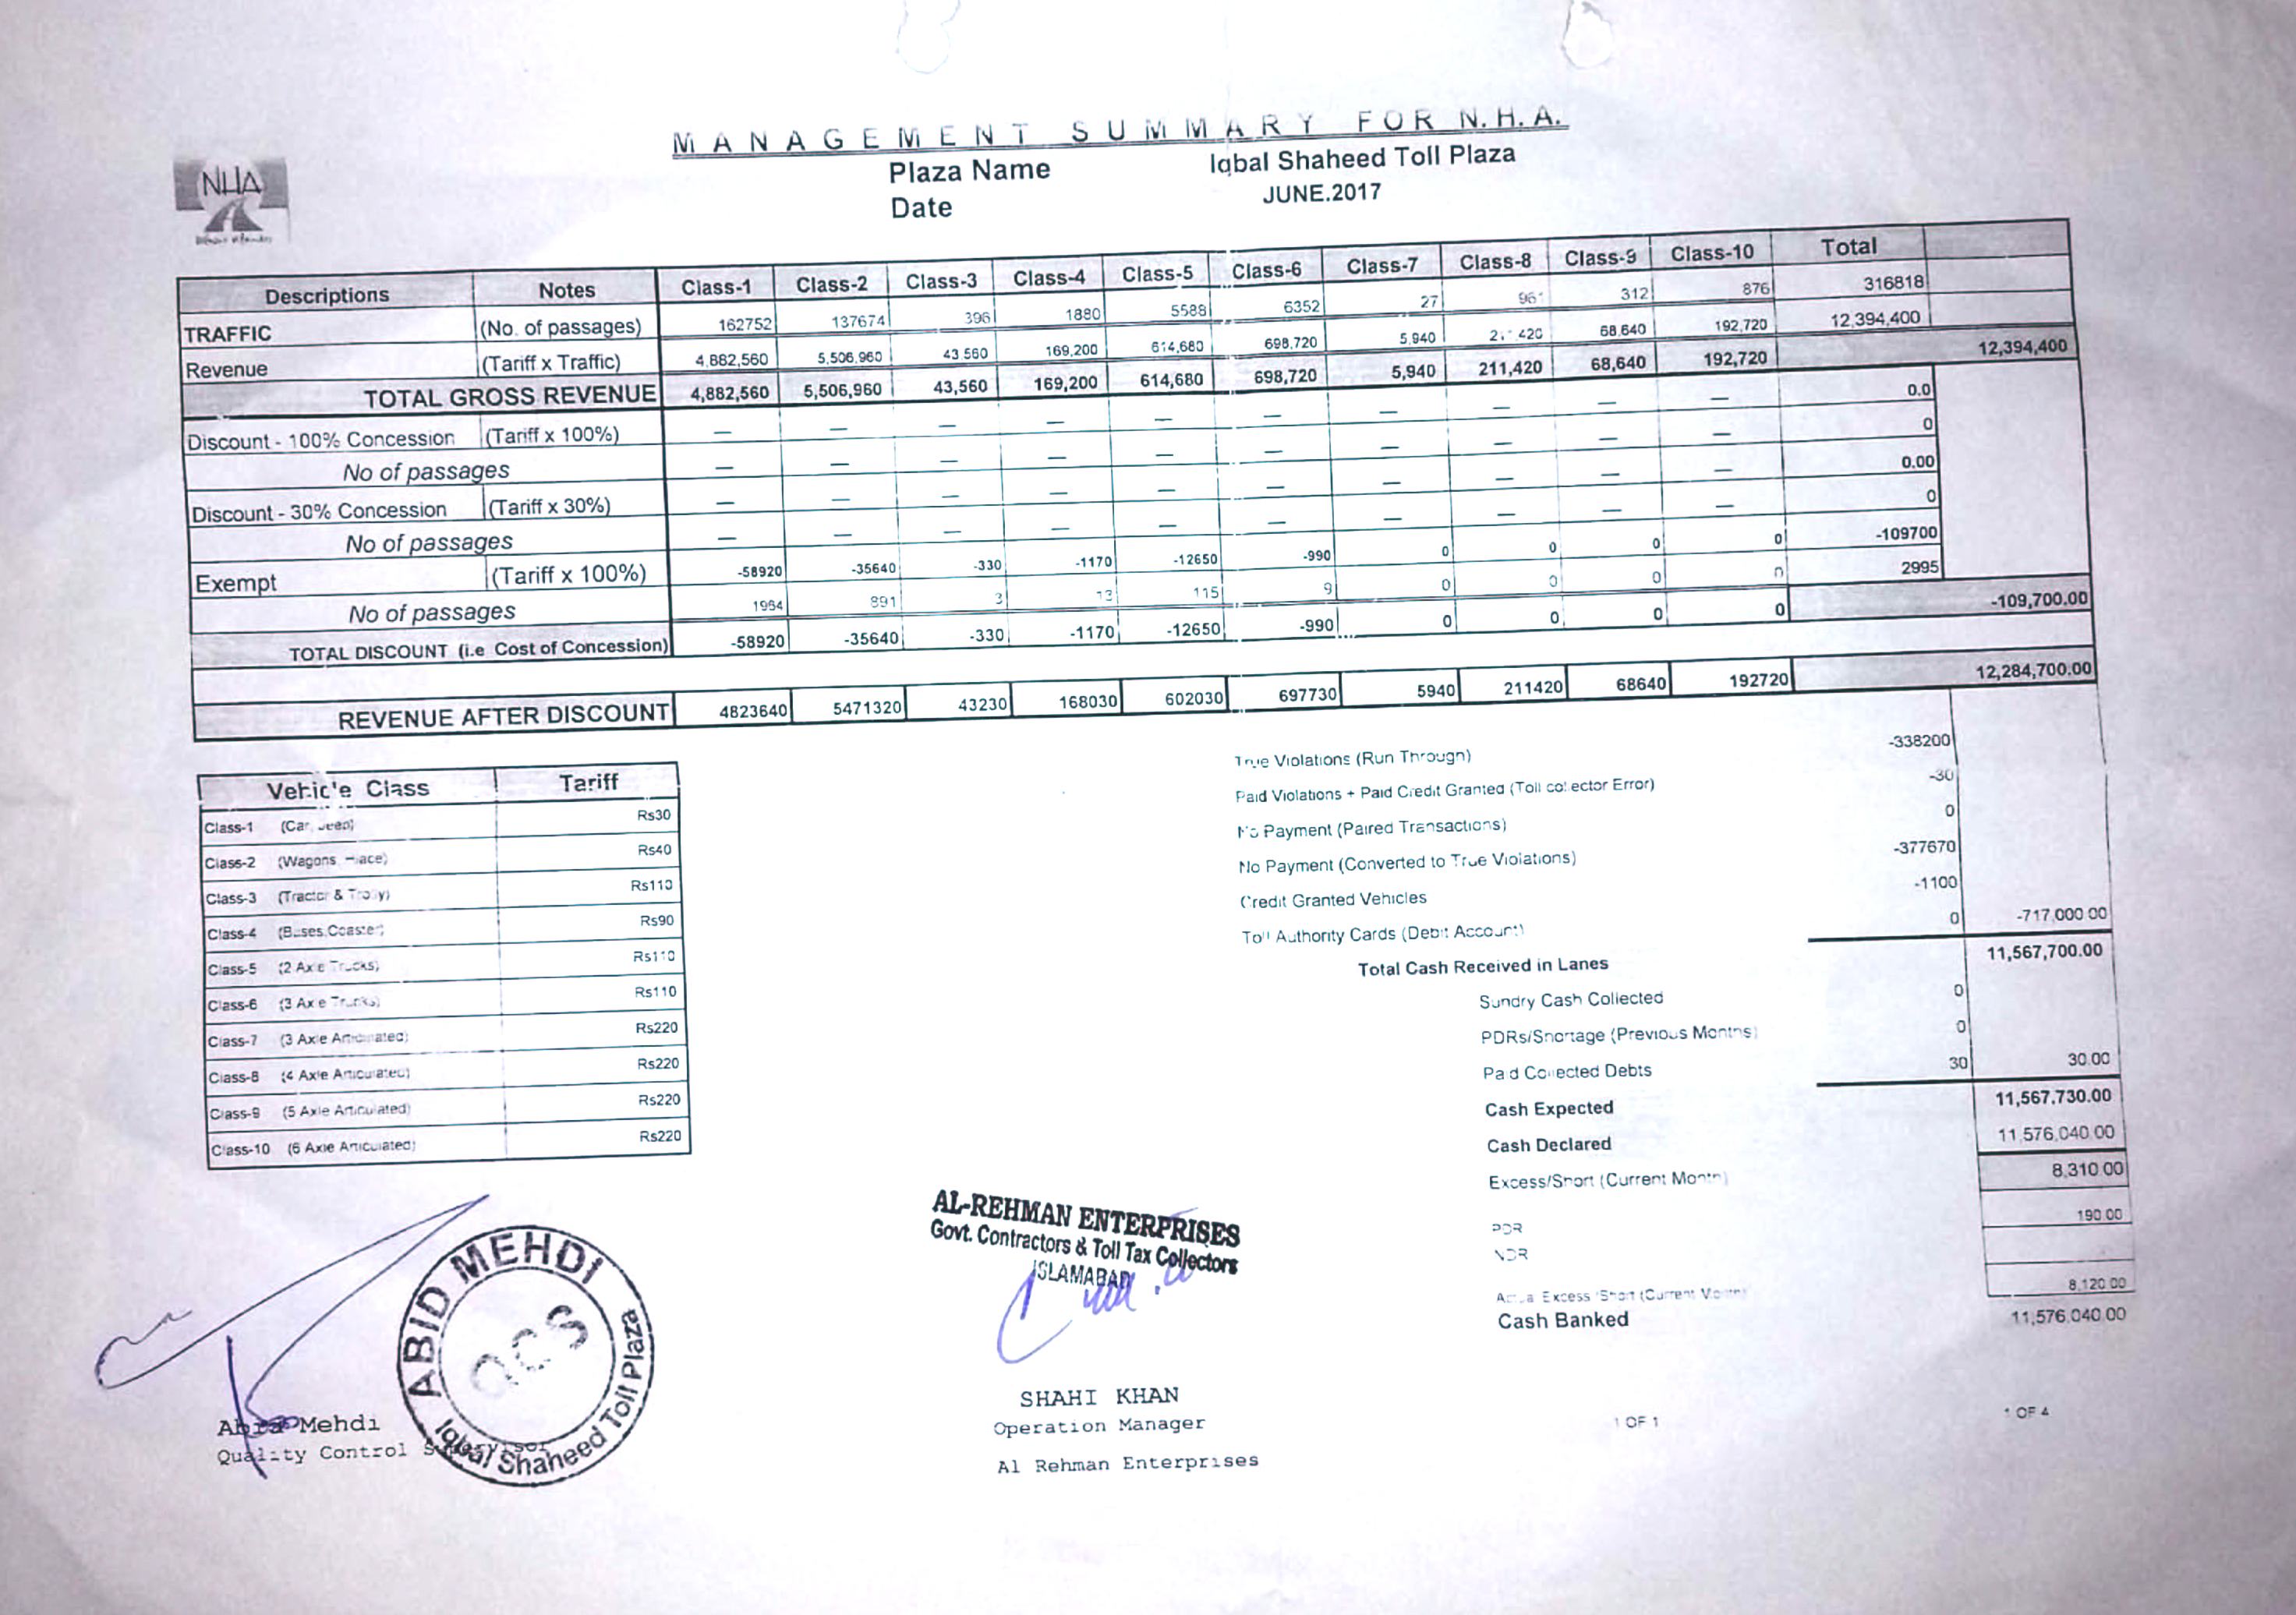 MANAGEMENT SUMMARY FOR N.H.A.
Plaza Name Iqbal Shaheed Toll Plaza
Date JUNE.2017
NHA
Descriptions Notes Class-1 Class-2 Class-3 Class-4 Class-5 Class-6 Class-7 Class-8 Class-9 Class-10 Total
TRAFFIC (No. of passages) 162752 137674 396 1880 5588 6352 27 961 312 876 316818
Revenue (Tariff x Traffic) 4,882,560 5,506,960 43,560 169,200 614,680 698,720 5,940 211,420 68,640 192,720 12,394,400
TOTAL GROSS REVENUE 4,882,560 5,506,960 43,560 169,200 614,680 698,720 5,940 211,420 68,640 192,720 12,394,400
Discount - 100% Concession (Tariff x 100%) — — — — — — — — — — 0.0
No of passages — — — — — — — — — — 0
Discount - 30% Concession (Tariff x 30%) — — — — — — — — — — 0.00
No of passages — — — — — — — — — — 0
Exempt (Tariff x 100%) -58920 -35640 -330 -1170 -12650 -990 0 0 0 0 -109700
No of passages 1964 891 3 13 115 9 0 0 0 0 2995
TOTAL DISCOUNT (i.e Cost of Concession) -58920 -35640 -330 -1170 -12650 -990 0 0 0 0 -109,700.00
REVENUE AFTER DISCOUNT 4823640 5471320 43230 168030 602030 697730 5940 211420 68640 192720 12,284,700.00
Vehicle Class Tariff
Class-1 (Car, Jeep) Rs30
Class-2 (Wagons, Hiace) Rs40
Class-3 (Tractor & Trolly) Rs110
Class-4 (Buses,Coaster) Rs90
Class-5 (2 Axle Trucks) Rs110
Class-6 (3 Axle Trucks) Rs110
Class-7 (3 Axle Articulated) Rs220
Class-8 (4 Axle Articulated) Rs220
Class-9 (5 Axle Articulated) Rs220
Class-10 (6 Axle Articulated) Rs220
True Violations (Run Through) -338200
Paid Violations + Paid Credit Granted (Toll collector Error) -30
No Payment (Paired Transactions) 0
No Payment (Converted to True Violations) -377670
Credit Granted Vehicles -1100
Toll Authority Cards (Debit Account) 0 -717,000.00
Total Cash Received in Lanes 11,567,700.00
Sundry Cash Collected 0
PDRs/Shortage (Previous Months) 0
Paid Collected Debts 30 30.00
Cash Expected 11,567,730.00
Cash Declared 11,576,040.00
Excess/Short (Current Month) 8,310.00
PDR 190.00
NDR
Actual Excess/Short (Current Month) 8,120.00
Cash Banked 11,576,040.00
ABID MEHDI
QCS
Iqbal Shaheed Toll Plaza
Mehdi
Quality Control Supervisor
AL-REHMAN ENTERPRISES
Govt. Contractors & Toll Tax Collectors
ISLAMABAD
SHAHI KHAN
Operation Manager
Al Rehman Enterprises
1 OF 1
1 OF 4